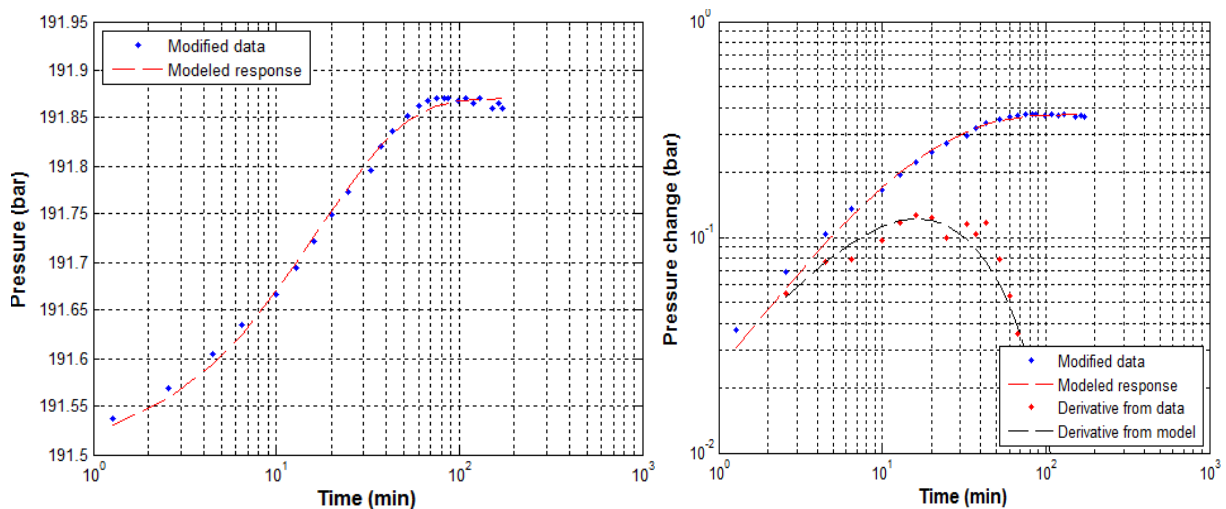 191.95
191.9
191.85
191.8
191.75
191.7
191.65
191.6
191.55
191.5
Pressure (bar)
Modified data
Modeled response
10^0
10^1
10^2
10^3
Time (min)
10^0
10^-1
10^-2
Pressure change (bar)
Modified data
Modeled response
Derivative from data
Derivative from model
10^0
10^1
10^2
10^3
Time (min)